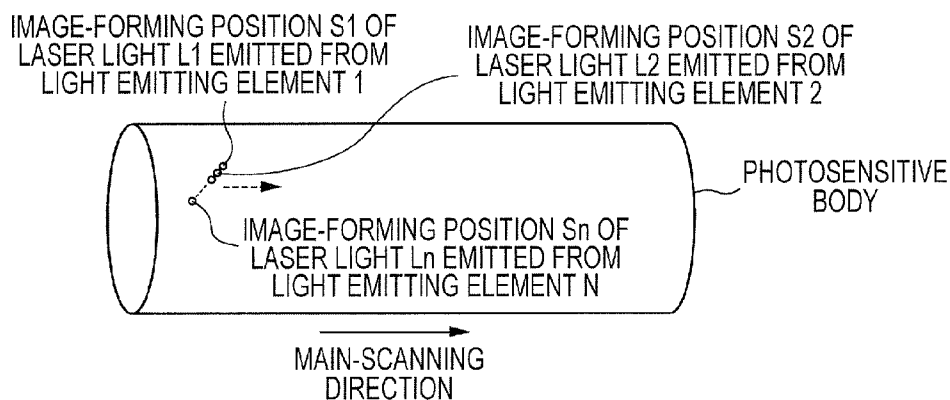 IMAGE-FORMING POSITION S1 OF
LASER LIGHT L1 EMITTED FROM
LIGHT EMITTING ELEMENT 1
IMAGE-FORMING POSITION S2 OF
LASER LIGHT L2 EMITTED FROM
LIGHT EMITTING ELEMENT 2
PHOTOSENSITIVE
BODY
IMAGE-FORMING POSITION Sn OF
LASER LIGHT Ln EMITTED FROM
LIGHT EMITTING ELEMENT N
MAIN-SCANNING
DIRECTION